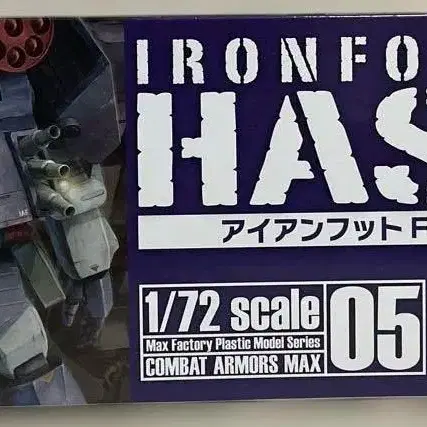 IRONFO
HAS
アイアンフット F
1/72 scale
Max Factory Plastic Model Series
COMBAT ARMORS MAX
05